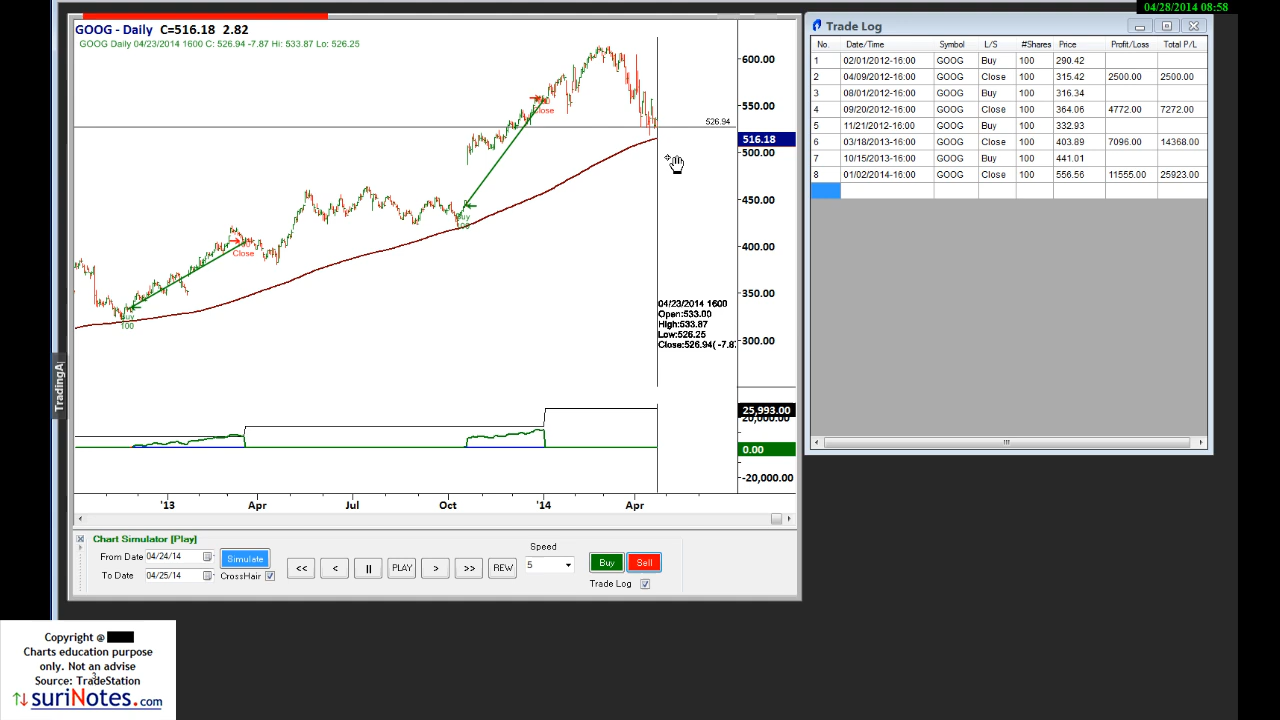 04/28/2014 08:58
GOOG - Daily C=516.18 2.82
GOOG Daily 04/23/2014 1600 C: 526.94 -7.87 Hi: 533.87 Lo: 526.25
600.00
550.00
526.94
516.18
500.00
450.00
400.00
350.00
300.00
Close
Buy
100
Close
Buy
100
04/23/2014 1600
Open:533.00
High:533.87
Low:526.25
Close:526.94( -7.87
25,993.00
20,000.00
0.00
-20,000.00
'13 Apr Jul Oct '14 Apr
TradingA
Chart Simulator [Play]
From Date 04/24/14 Simulate
To Date 04/25/14 CrossHair
<< < || PLAY > >> REW
Speed
5
Buy Sell
Trade Log
Trade Log
No. Date/Time Symbol L/S #Shares Price Profit/Loss Total P/L
1 02/01/2012-16:00 GOOG Buy 100 290.42
2 04/09/2012-16:00 GOOG Close 100 315.42 2500.00 2500.00
3 08/01/2012-16:00 GOOG Buy 100 316.34
4 09/20/2012-16:00 GOOG Close 100 364.06 4772.00 7272.00
5 11/21/2012-16:00 GOOG Buy 100 332.93
6 03/18/2013-16:00 GOOG Close 100 403.89 7096.00 14368.00
7 10/15/2013-16:00 GOOG Buy 100 441.01
8 01/02/2014-16:00 GOOG Close 100 556.56 11555.00 25923.00
Copyright @
Charts education purpose
only. Not an advise
3
Source: TradeStation
suriNotes.com